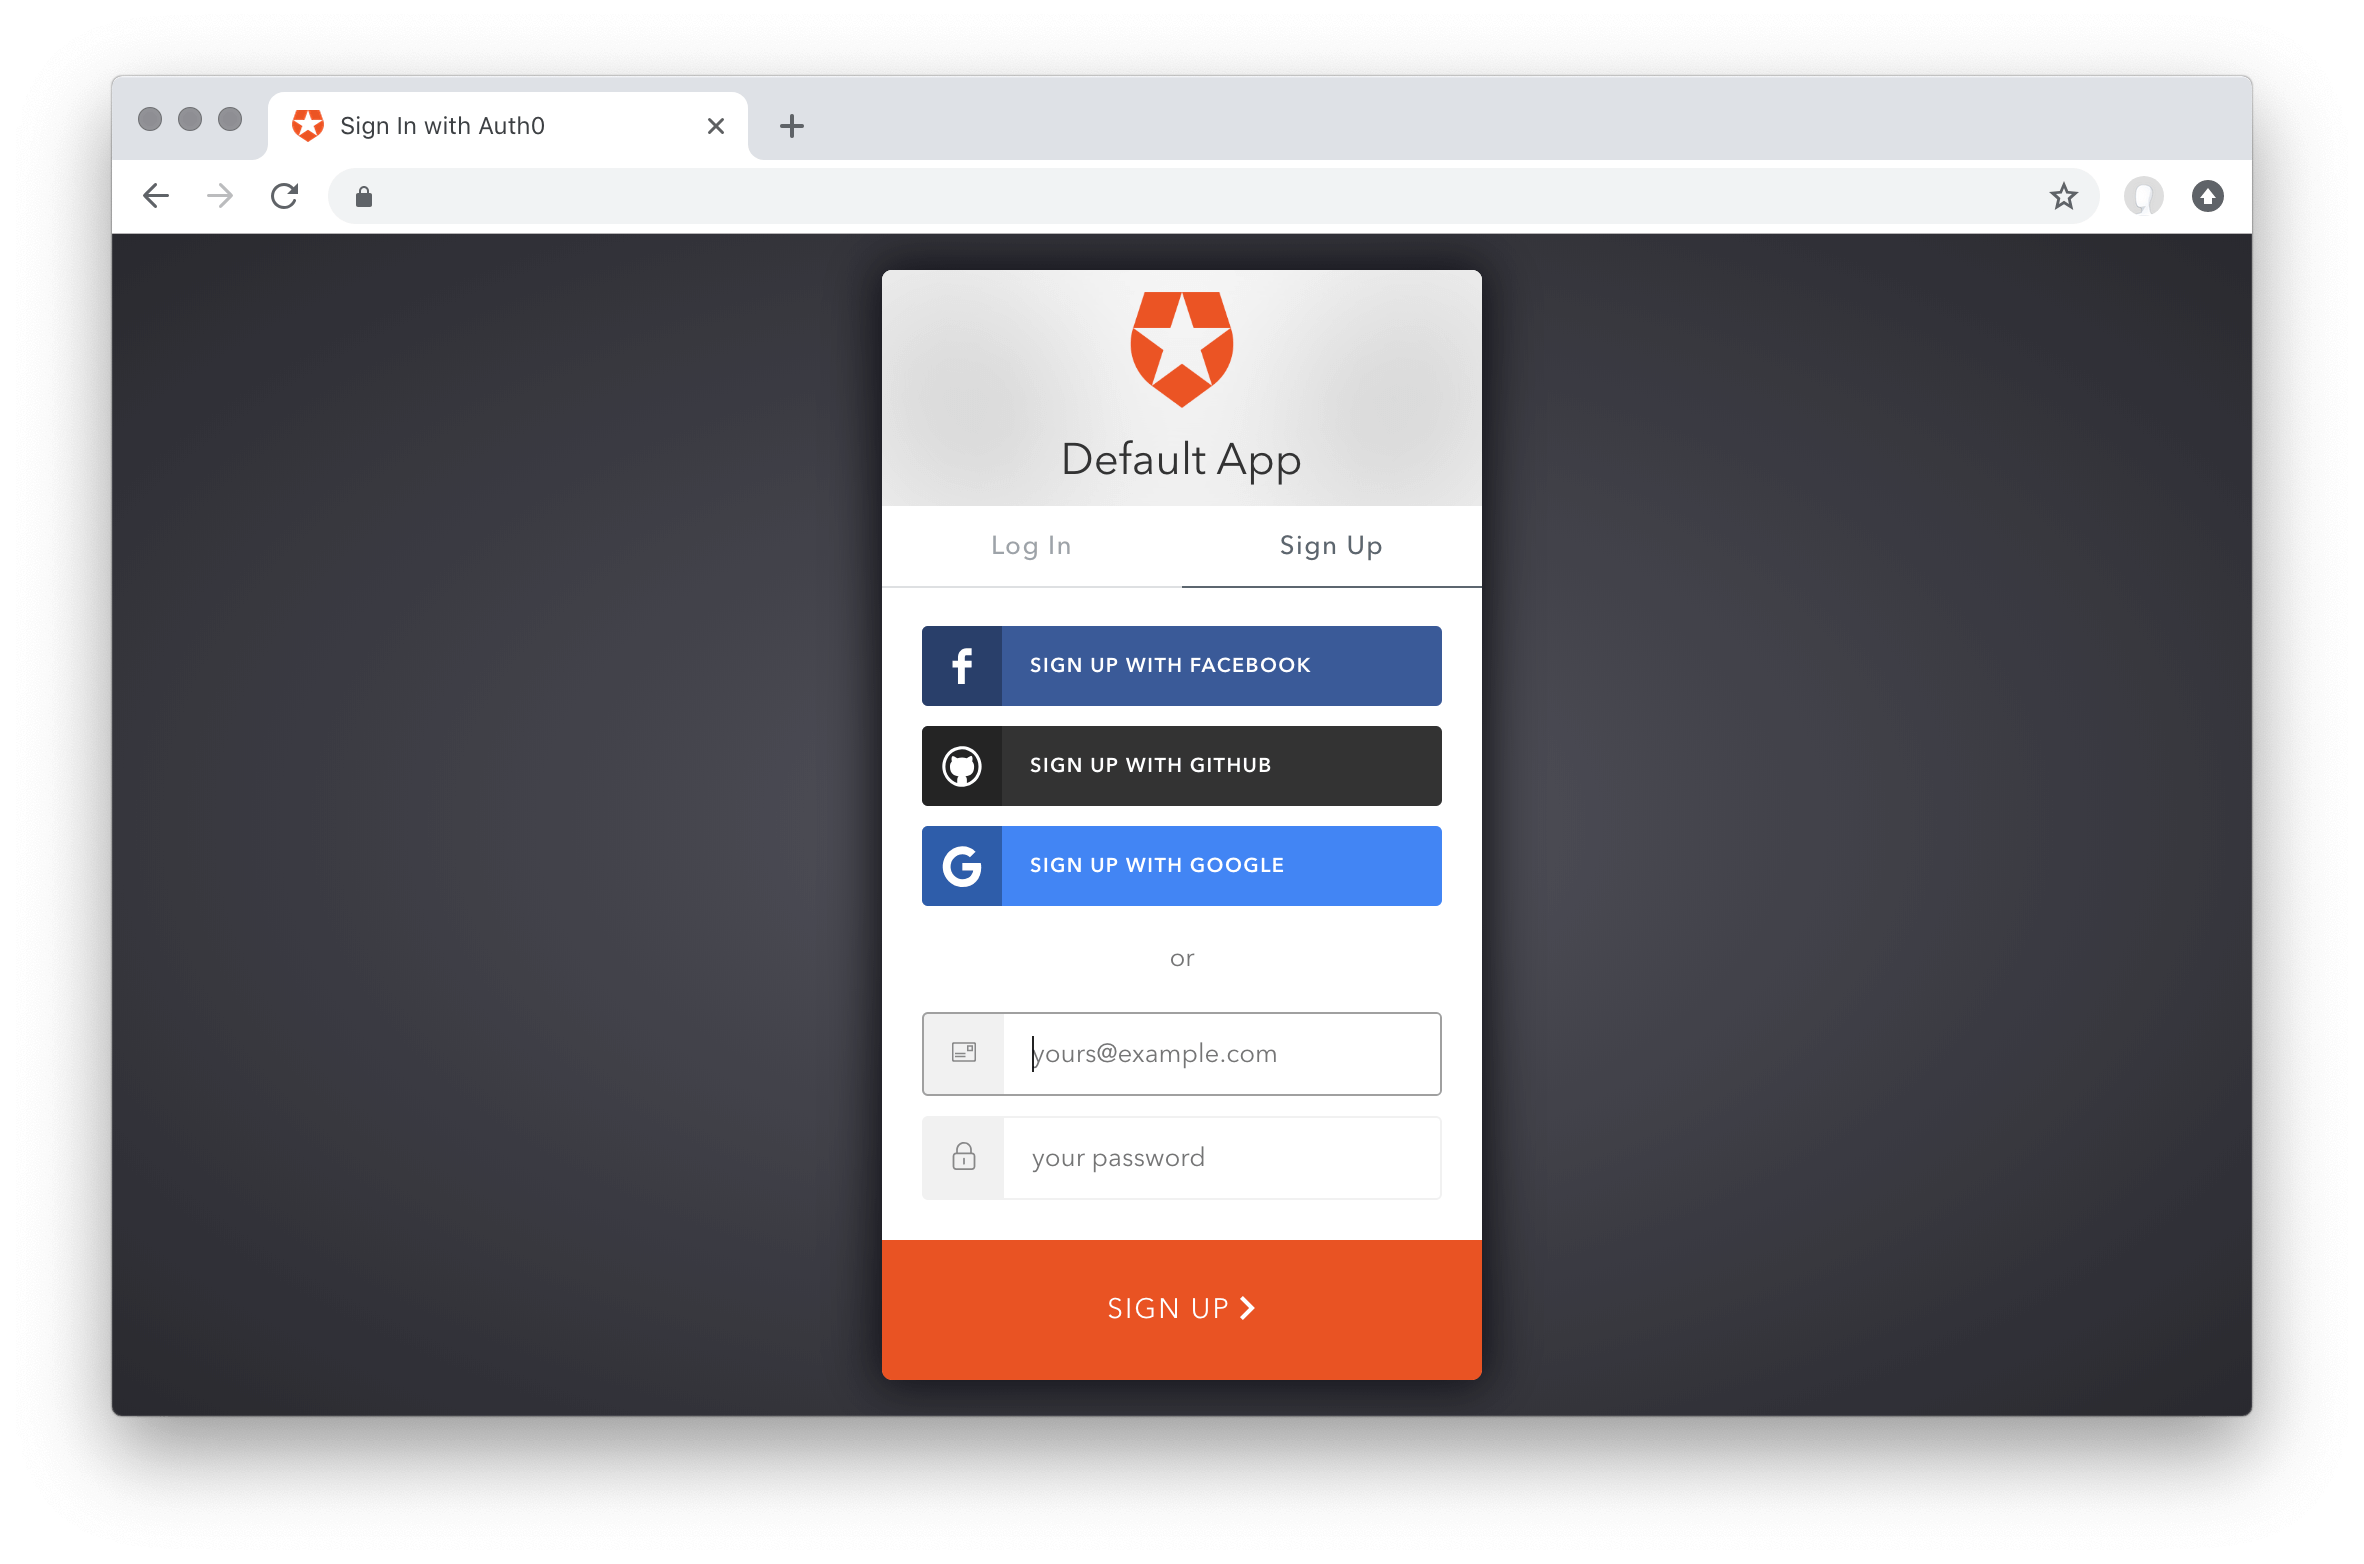 Sign In with Auth0
Default App
Log In
Sign Up
SIGN UP WITH FACEBOOK
SIGN UP WITH GITHUB
SIGN UP WITH GOOGLE
or
yours@example.com
your password
SIGN UP